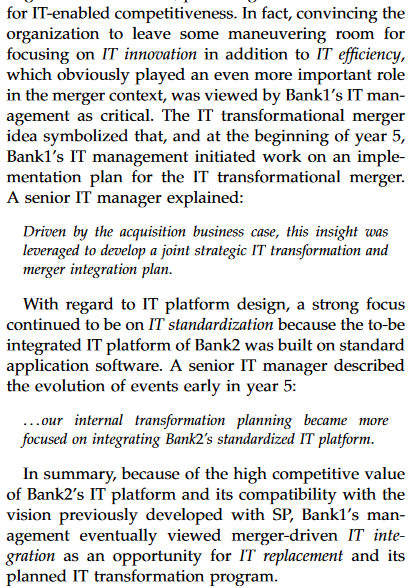 for IT-enabled competitiveness. In fact, convincing the
organization to leave some maneuvering room for
focusing on IT innovation in addition to IT efficiency,
which obviously played an even more important role
in the merger context, was viewed by Bank1's IT man-
agement as critical. The IT transformational merger
idea symbolized that, and at the beginning of year 5,
Bank1's IT management initiated work on an imple-
mentation plan for the IT transformational merger.
A senior IT manager explained:
Driven by the acquisition business case, this insight was
leveraged to develop a joint strategic IT transformation and
merger integration plan.
With regard to IT platform design, a strong focus
continued to be on IT standardization because the to-be
integrated IT platform of Bank2 was built on standard
application software. A senior IT manager described
the evolution of events early in year 5:
...our internal transformation planning became more
focused on integrating Bank2's standardized IT platform.
In summary, because of the high competitive value
of Bank2's IT platform and its compatibility with the
vision previously developed with SP, Bank1's man-
agement eventually viewed merger-driven IT inte-
gration as an opportunity for IT replacement and its
planned IT transformation program.